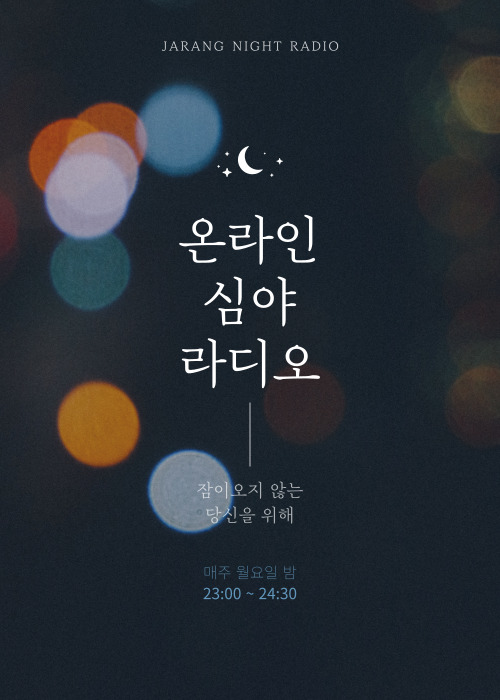 JARANG NIGHT RADIO
온라인
심야
라디오
잠이오지 않는
당신을 위해
매주 월요일 밤
23:00 ~ 24:30